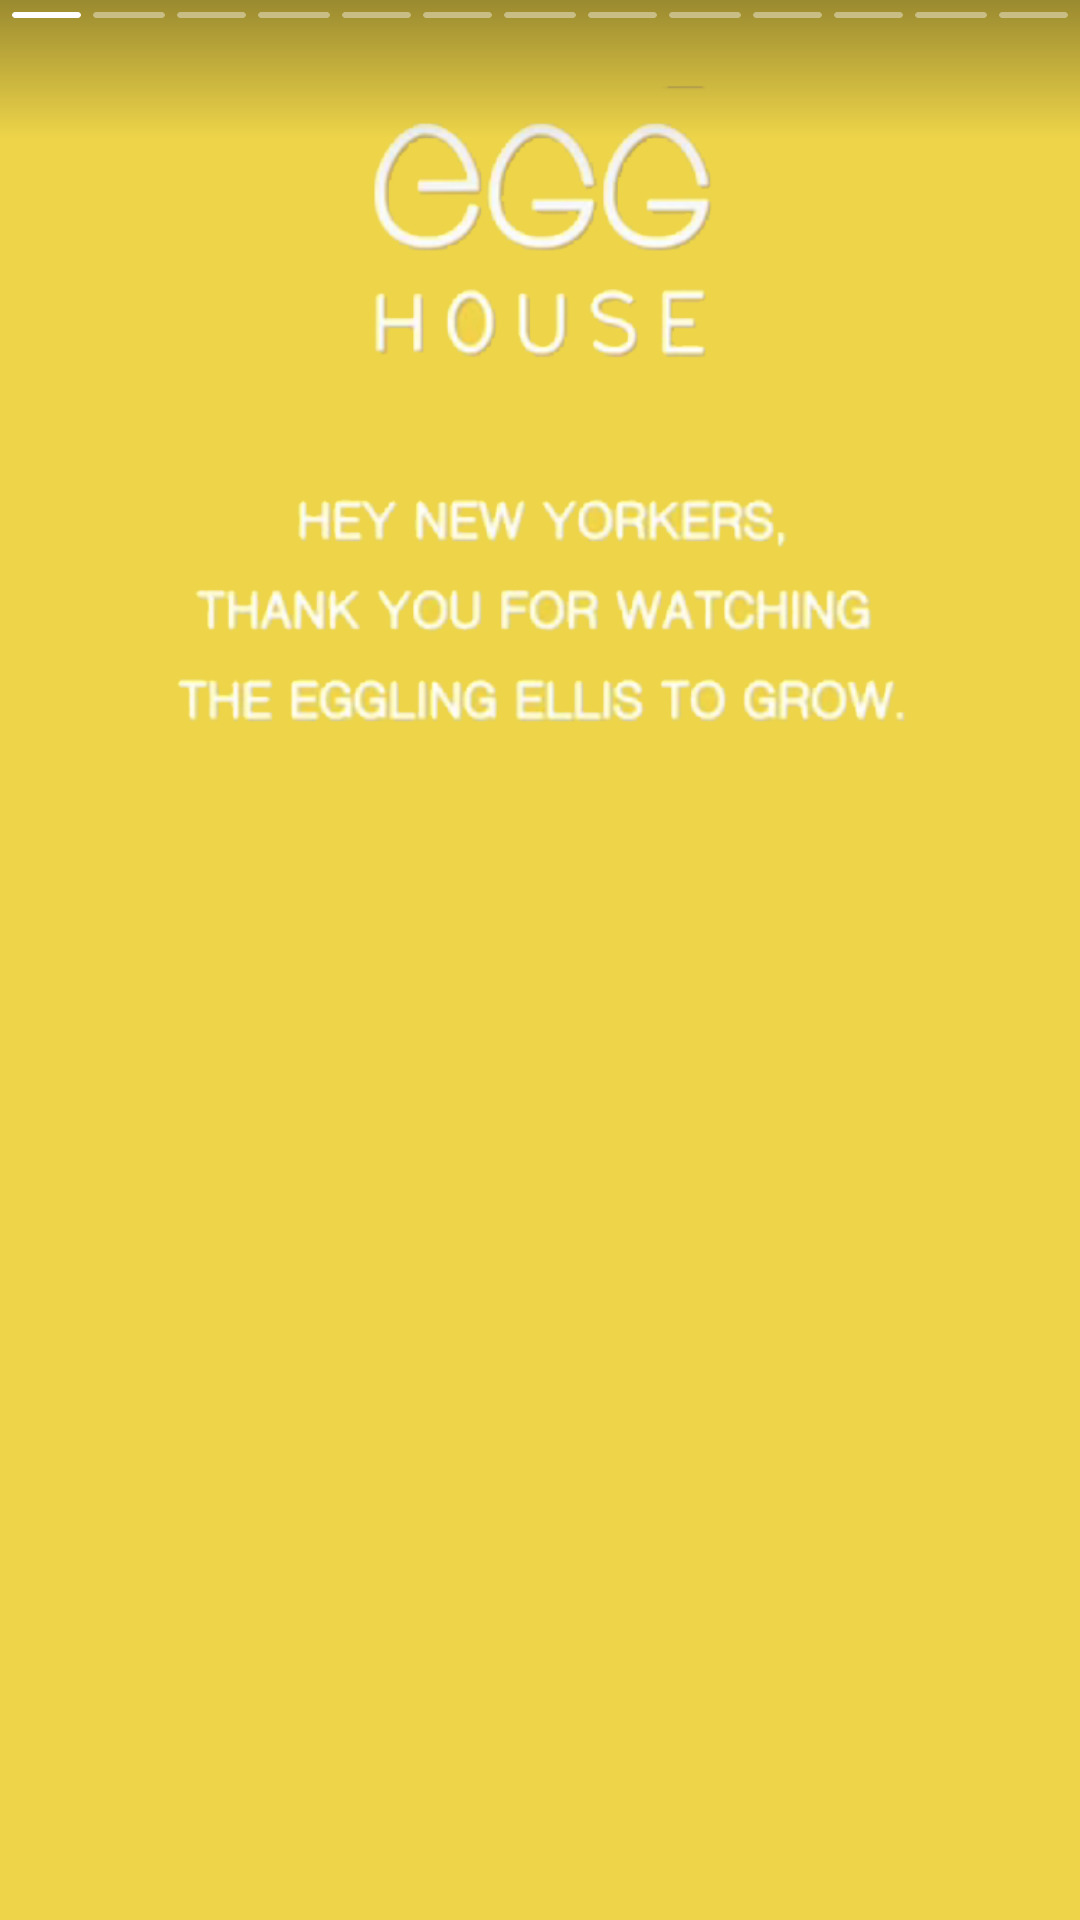 eGG
HOUSE
HEY NEW YORKERS,
THANK YOU FOR WATCHING
THE EGGLING ELLIS TO GROW.